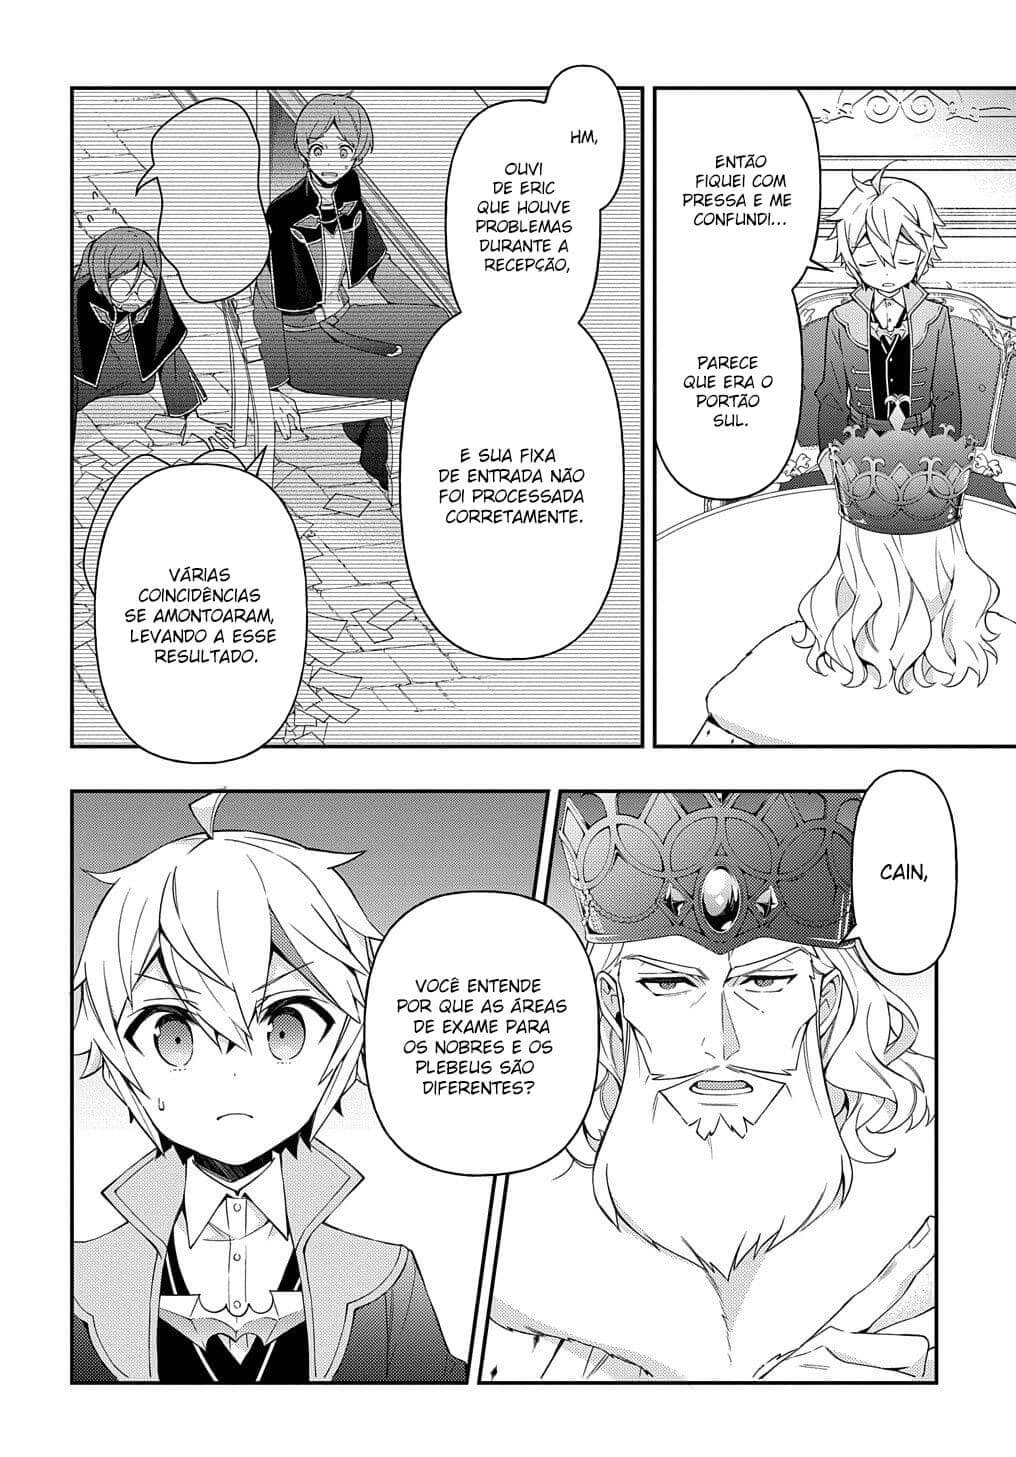 ENTÃO
FIQUEI COM
PRESSA E ME
CONFUNDI...
PARECE
QUE ERA O
PORTÃO
SUL.
HM,
OUVI
DE ERIC
QUE HOUVE
PROBLEMAS
DURANTE A
RECEPÇÃO,
E SUA FIXA
DE ENTRADA NÃO
FOI PROCESSADA
CORRETAMENTE.
VÁRIAS
COINCIDÊNCIAS
SE AMONTOARAM,
LEVANDO A ESSE
RESULTADO.
CAIN,
VOCÊ ENTENDE
POR QUE AS ÁREAS
DE EXAME PARA
OS NOBRES E OS
PLEBEUS SÃO
DIFERENTES?